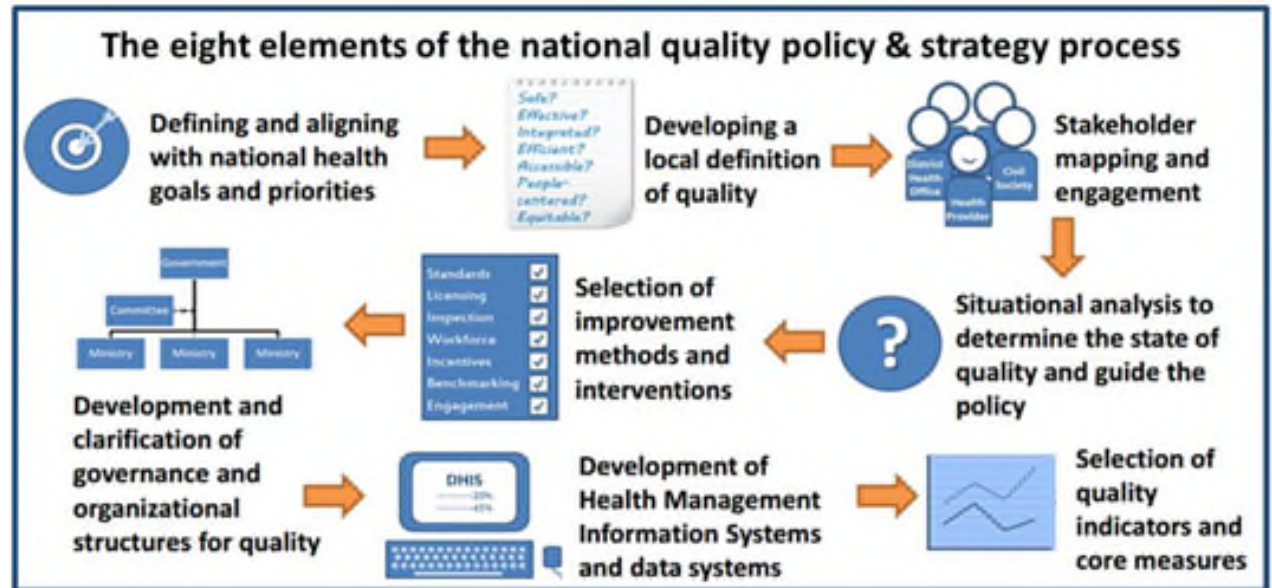 The eight elements of the national quality policy & strategy process
Defining and aligning
with national health
goals and priorities
Safe?
Effective?
Integrated?
Efficient?
Accessible?
People-
centered?
Equitable?
Developing a
local definition
of quality
District
Health
Office
Civil
Society
Health
Provider
Stakeholder
mapping and
engagement
Situational analysis to
determine the state of
quality and guide the
policy
?
Selection of
improvement
methods and
interventions
Standards
Licensing
Inspection
Workforce
Incentives
Benchmarking
Engagement
Government
Committee
Ministry
Ministry
Ministry
Development and
clarification of
governance and
organizational
structures for quality
DHIS
Development of
Health Management
Information Systems
and data systems
Selection of
quality
indicators and
core measures